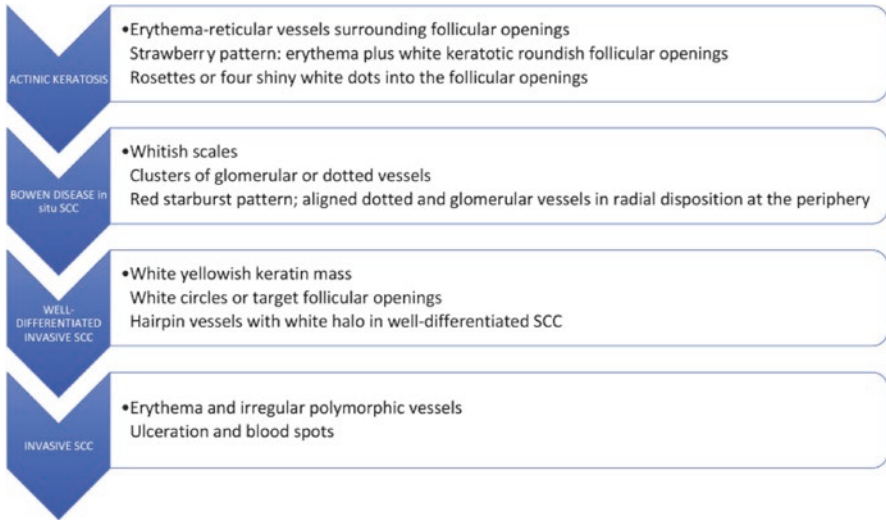 ACTINIC KERATOSIS
•Erythema-reticular vessels surrounding follicular openings
Strawberry pattern: erythema plus white keratotic roundish follicular openings
Rosettes or four shiny white dots into the follicular openings
BOWEN DISEASE in
situ SCC
•Whitish scales
Clusters of glomerular or dotted vessels
Red starburst pattern; aligned dotted and glomerular vessels in radial disposition at the periphery
WELL-
DIFFERENTIATED
INVASIVE SCC
•White yellowish keratin mass
White circles or target follicular openings
Hairpin vessels with white halo in well-differentiated SCC
INVASIVE SCC
•Erythema and irregular polymorphic vessels
Ulceration and blood spots